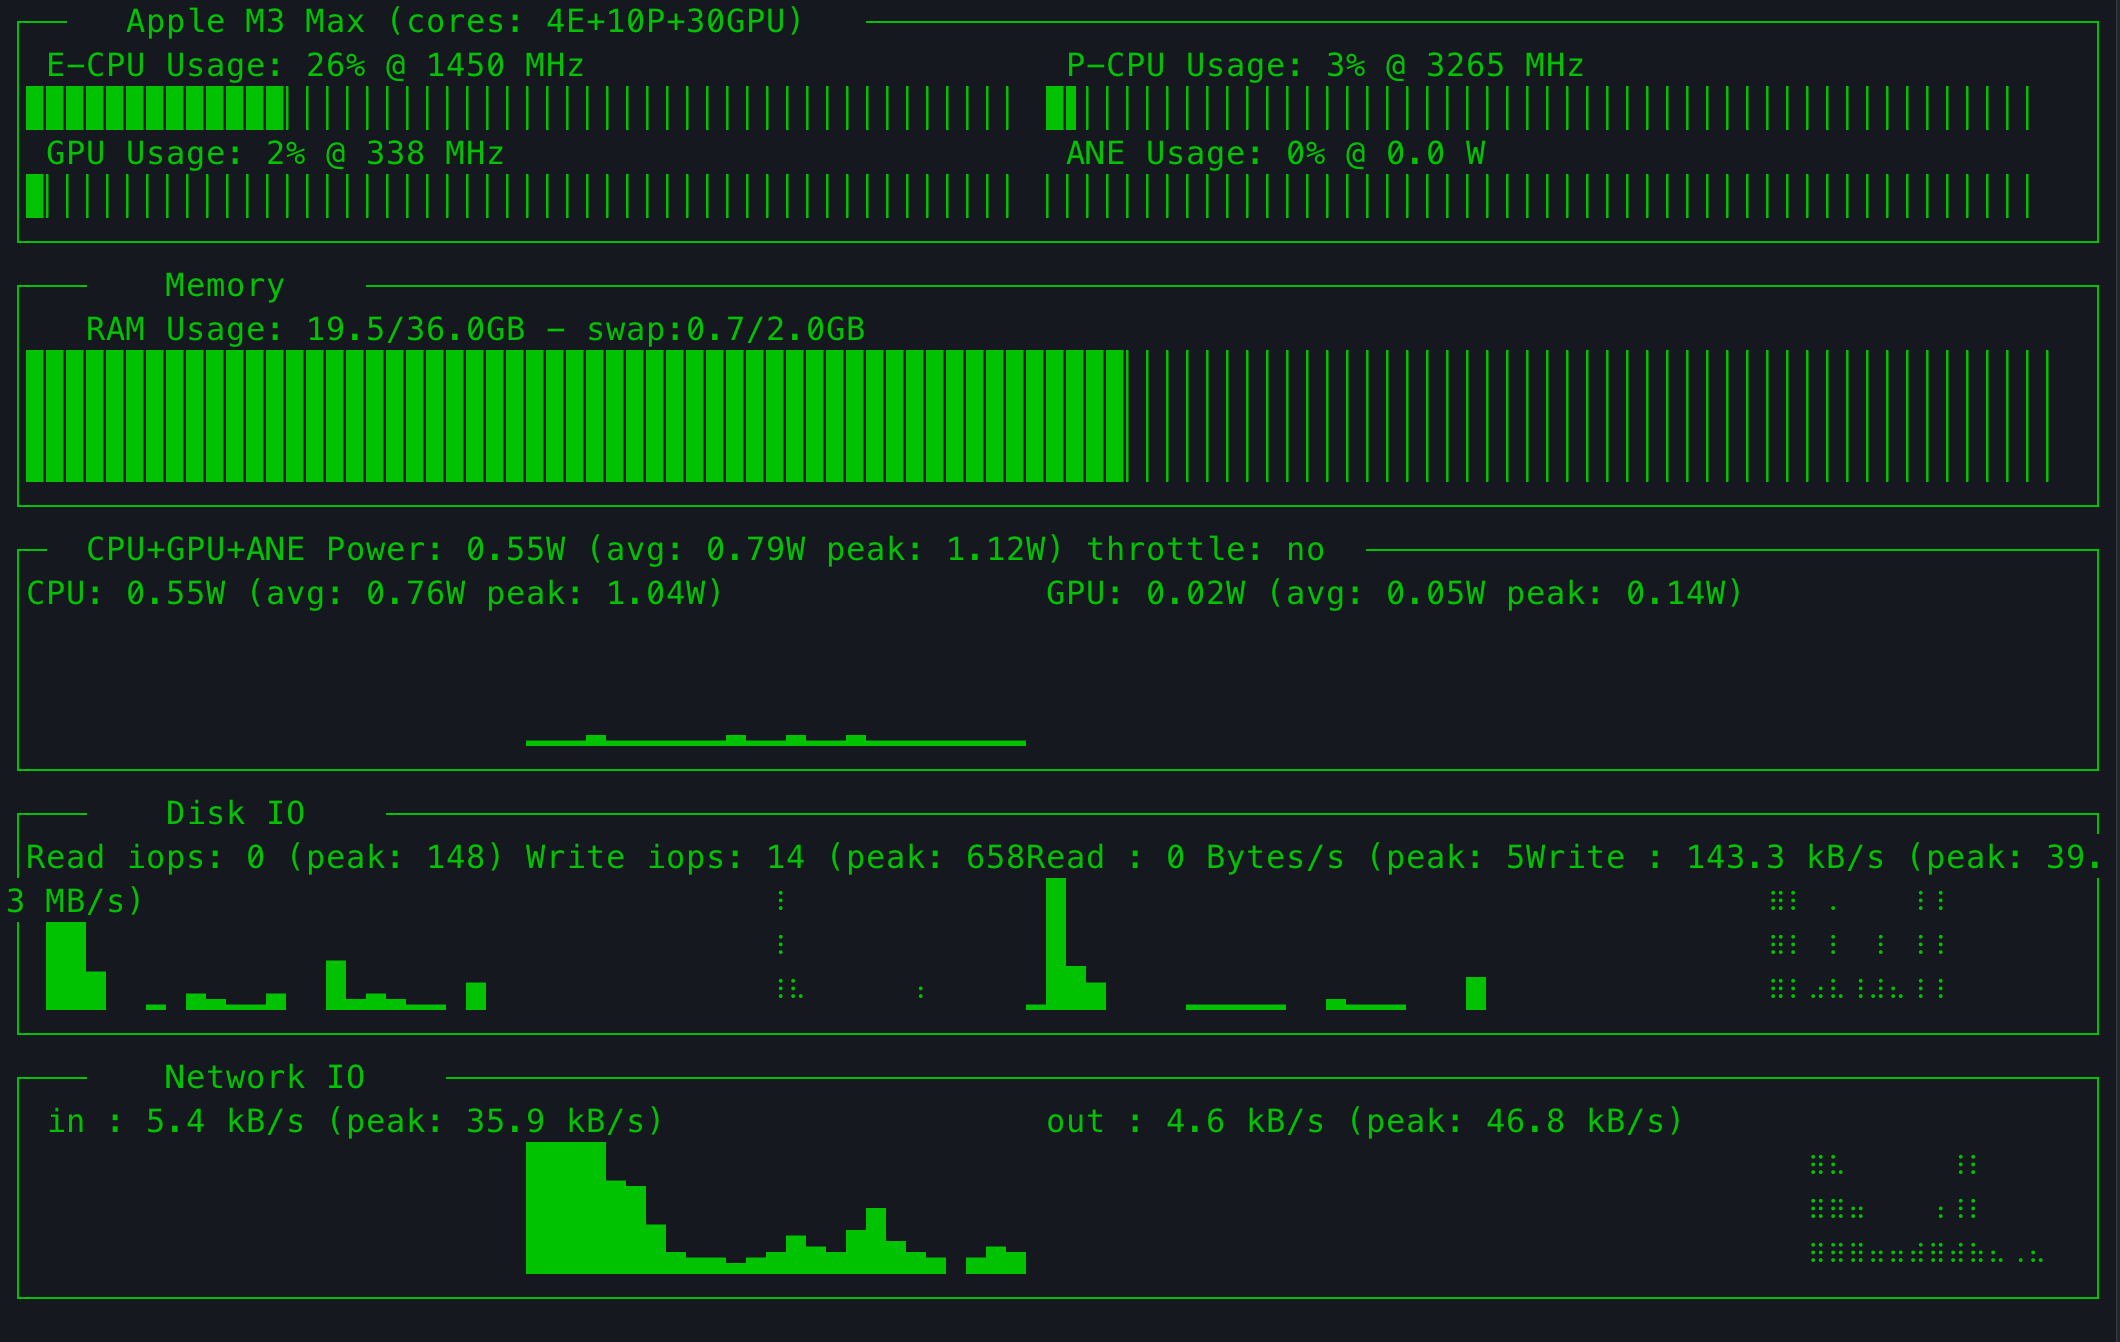 Apple M3 Max (cores: 4E+10P+30GPU)
E-CPU Usage: 26% @ 1450 MHz
P-CPU Usage: 3% @ 3265 MHz
GPU Usage: 2% @ 338 MHz
ANE Usage: 0% @ 0.0 W
Memory
RAM Usage: 19.5/36.0GB - swap:0.7/2.0GB
CPU+GPU+ANE Power: 0.55W (avg: 0.79W peak: 1.12W) throttle: no
CPU: 0.55W (avg: 0.76W peak: 1.04W)
GPU: 0.02W (avg: 0.05W peak: 0.14W)
Disk IO
Read iops: 0 (peak: 148) Write iops: 14 (peak: 658Read : 0 Bytes/s (peak: 5Write : 143.3 kB/s (peak: 39.
3 MB/s)
Network IO
in : 5.4 kB/s (peak: 35.9 kB/s)
out : 4.6 kB/s (peak: 46.8 kB/s)